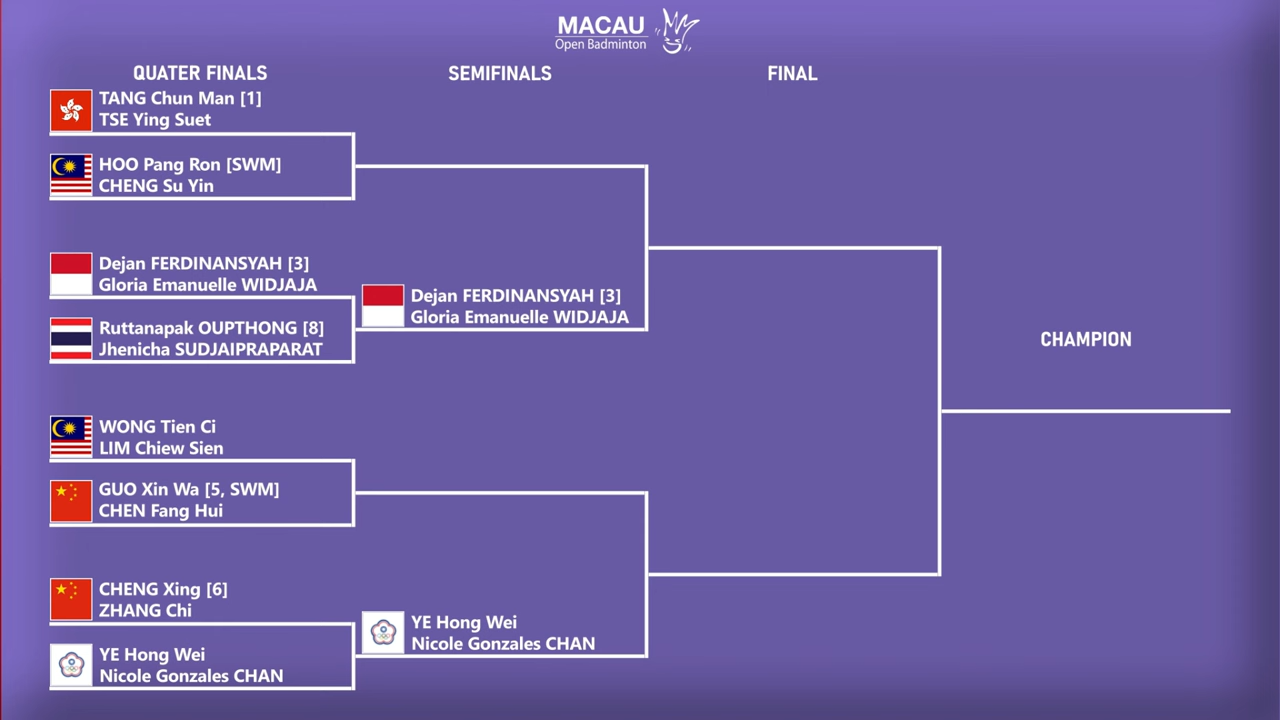 MACAU
Open Badminton
QUATER FINALS
SEMIFINALS
FINAL
TANG Chun Man [1]
TSE Ying Suet
HOO Pang Ron [SWM]
CHENG Su Yin
Dejan FERDINANSYAH [3]
Gloria Emanuelle WIDJAJA
Ruttanapak OUPTHONG [8]
Jhenicha SUDJAIPRAPARAT
Dejan FERDINANSYAH [3]
Gloria Emanuelle WIDJAJA
CHAMPION
WONG Tien Ci
LIM Chiew Sien
GUO Xin Wa [5, SWM]
CHEN Fang Hui
CHENG Xing [6]
ZHANG Chi
YE Hong Wei
Nicole Gonzales CHAN
YE Hong Wei
Nicole Gonzales CHAN